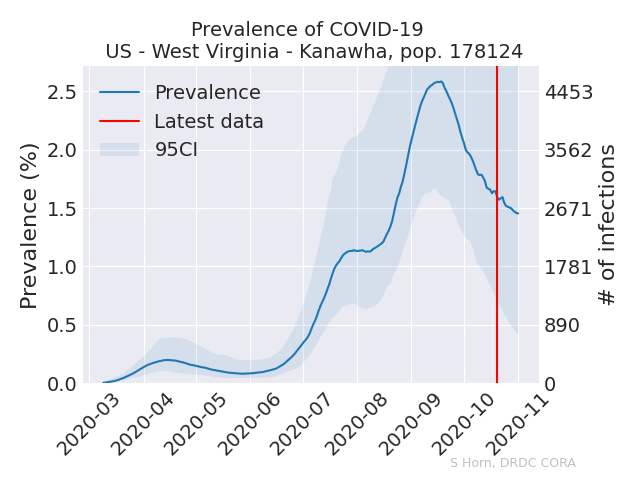 Prevalence of COVID-19
US - West Virginia - Kanawha, pop. 178124
Prevalence
Latest data
95CI
Prevalence (%)
2.5
2.0
1.5
1.0
0.5
0.0
4453
3562
2671
1781
890
0
# of infections
2020-03
2020-04
2020-05
2020-06
2020-07
2020-08
2020-09
2020-10
2020-11
S Horn, DRDC CORA